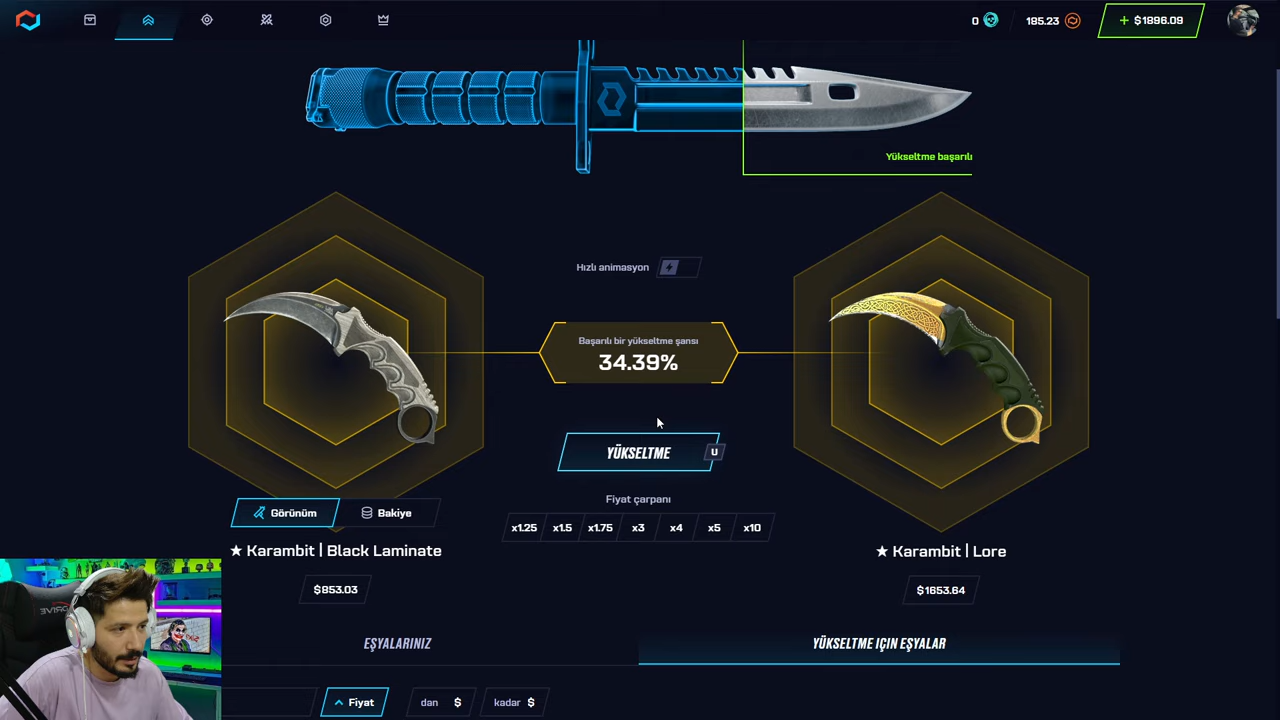 0
185.23
+ $1896.09
Yükseltme başarılı
Hızlı animasyon
Başarılı bir yükseltme şansı
34.39%
YÜKSELTME U
Fiyat çarpanı
x1.25 x1.5 x1.75 x3 x4 x5 x10
Görünüm Bakiye
★ Karambit | Black Laminate
$853.03
★ Karambit | Lore
$1653.64
EŞYALARINIZ
YÜKSELTME IÇIN EŞYALAR
Fiyat dan $ kadar $